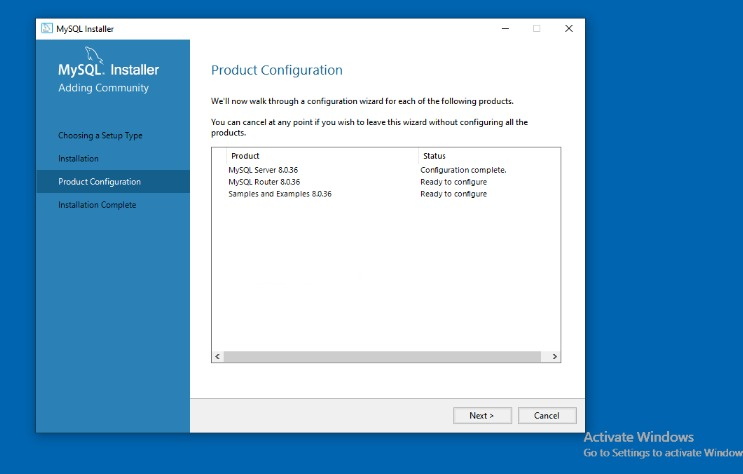 MySQL Installer
MySQL. Installer
Adding Community
Choosing a Setup Type
Installation
Product Configuration
Installation Complete
Product Configuration
We'll now walk through a configuration wizard for each of the following products.
You can cancel at any point if you wish to leave this wizard without configuring all the
products.
Product Status
MySQL Server 8.0.36 Configuration complete.
MySQL Router 8.0.36 Ready to configure
Samples and Examples 8.0.36 Ready to configure
Next > Cancel
Activate Windows
Go to Settings to activate Window